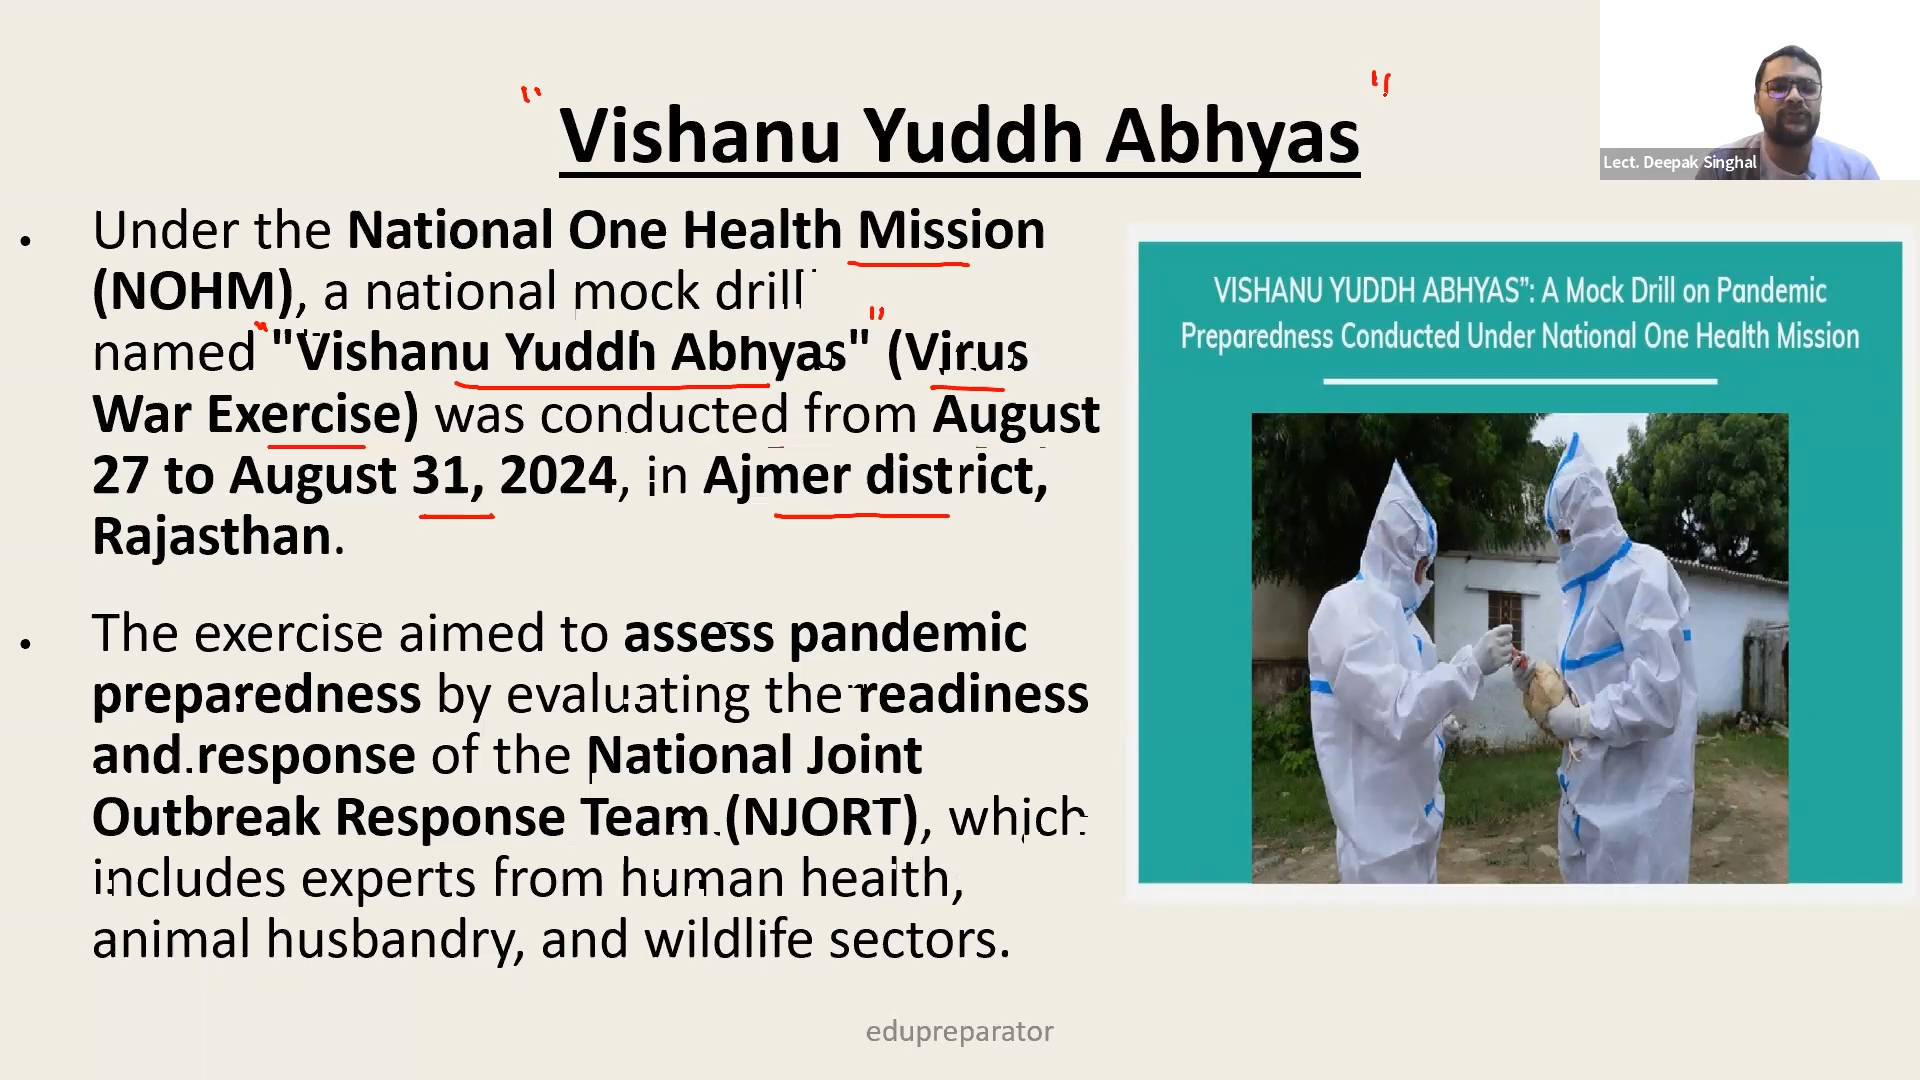 "Vishanu Yuddh Abhyas"
Lect. Deepak Singhal
• Under the National One Health Mission
(NOHM), a national mock drill
named "Vishanu Yuddh Abhyas" (Virus
War Exercise) was conducted from August
27 to August 31, 2024, in Ajmer district,
Rajasthan.
• The exercise aimed to assess pandemic
preparedness by evaluating the readiness
and response of the National Joint
Outbreak Response Team (NJORT), which
includes experts from human health,
animal husbandry, and wildlife sectors.
VISHANU YUDDH ABHYAS”: A Mock Drill on Pandemic
Preparedness Conducted Under National One Health Mission
edupreparator